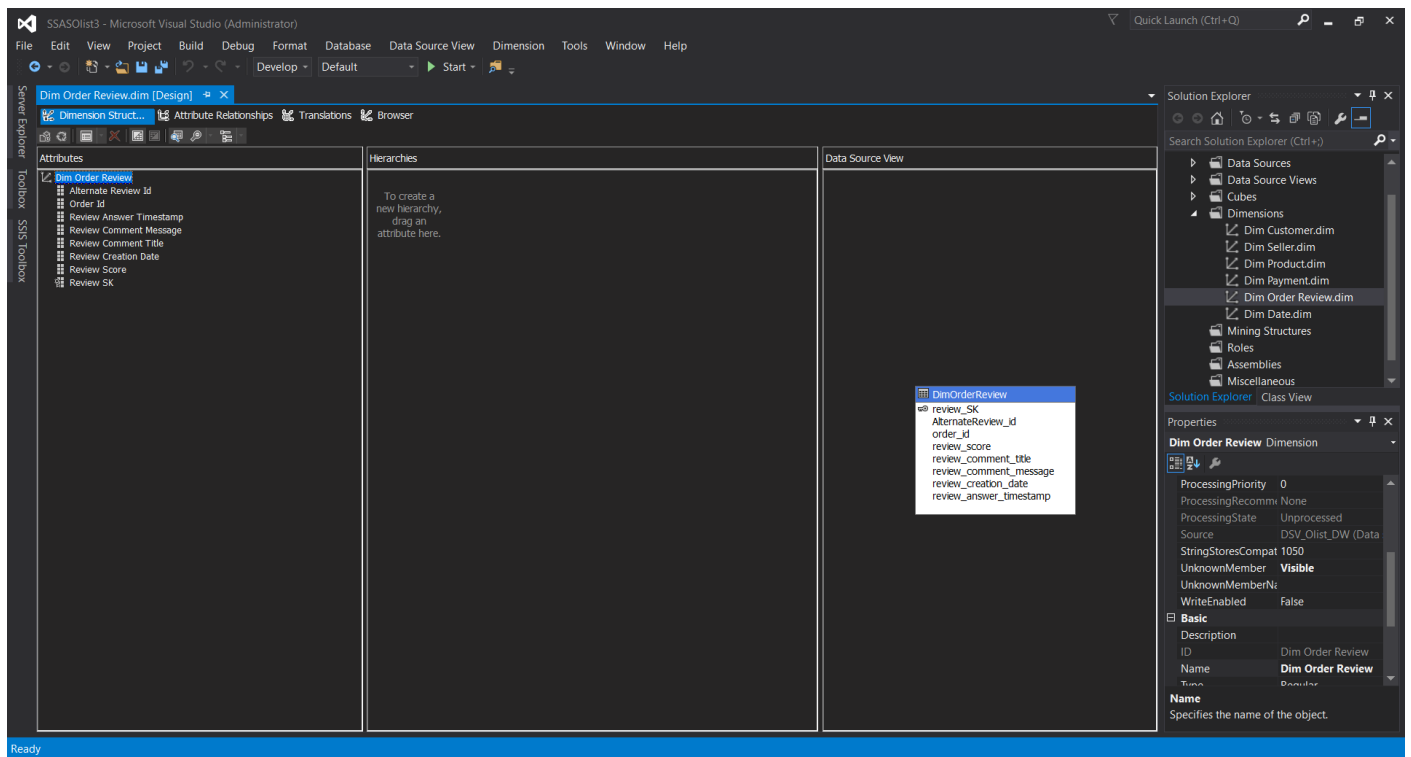 SSASOlist3 - Microsoft Visual Studio (Administrator)
Quick Launch (Ctrl+Q)
File Edit View Project Build Debug Format Database Data Source View Dimension Tools Window Help
Develop Default Start
Server Explorer
Toolbox
SSIS Toolbox
Dim Order Review.dim [Design]
Dimension Struct... Attribute Relationships Translations Browser
Attributes
Dim Order Review
Alternate Review Id
Order Id
Review Answer Timestamp
Review Comment Message
Review Comment Title
Review Creation Date
Review Score
Review SK
Hierarchies
To create a
new hierarchy,
drag an
attribute here.
Data Source View
DimOrderReview
review_SK
AlternateReview_id
order_id
review_score
review_comment_title
review_comment_message
review_creation_date
review_answer_timestamp
Solution Explorer
Search Solution Explorer (Ctrl+;)
Data Sources
Data Source Views
Cubes
Dimensions
Dim Customer.dim
Dim Seller.dim
Dim Product.dim
Dim Payment.dim
Dim Order Review.dim
Dim Date.dim
Mining Structures
Roles
Assemblies
Miscellaneous
Solution Explorer Class View
Properties
Dim Order Review Dimension
ProcessingPriority 0
ProcessingRecomme None
ProcessingState Unprocessed
Source DSV_Olist_DW (Data
StringStoresCompat 1050
UnknownMember Visible
UnknownMemberNa
WriteEnabled False
Basic
Description
ID Dim Order Review
Name Dim Order Review
Type Regular
Name
Specifies the name of the object.
Ready